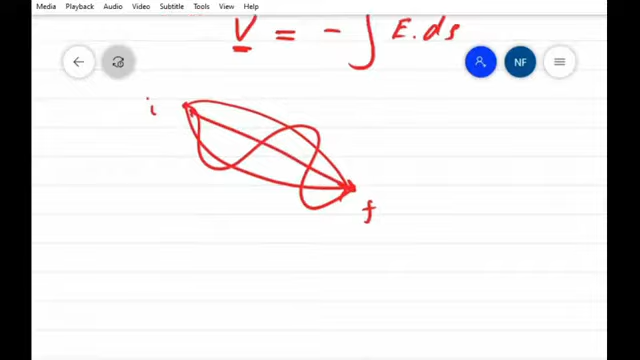 Media Playback Audio Video Subtitle Tools View Help
V = - ∫ E. ds
NF
i
f